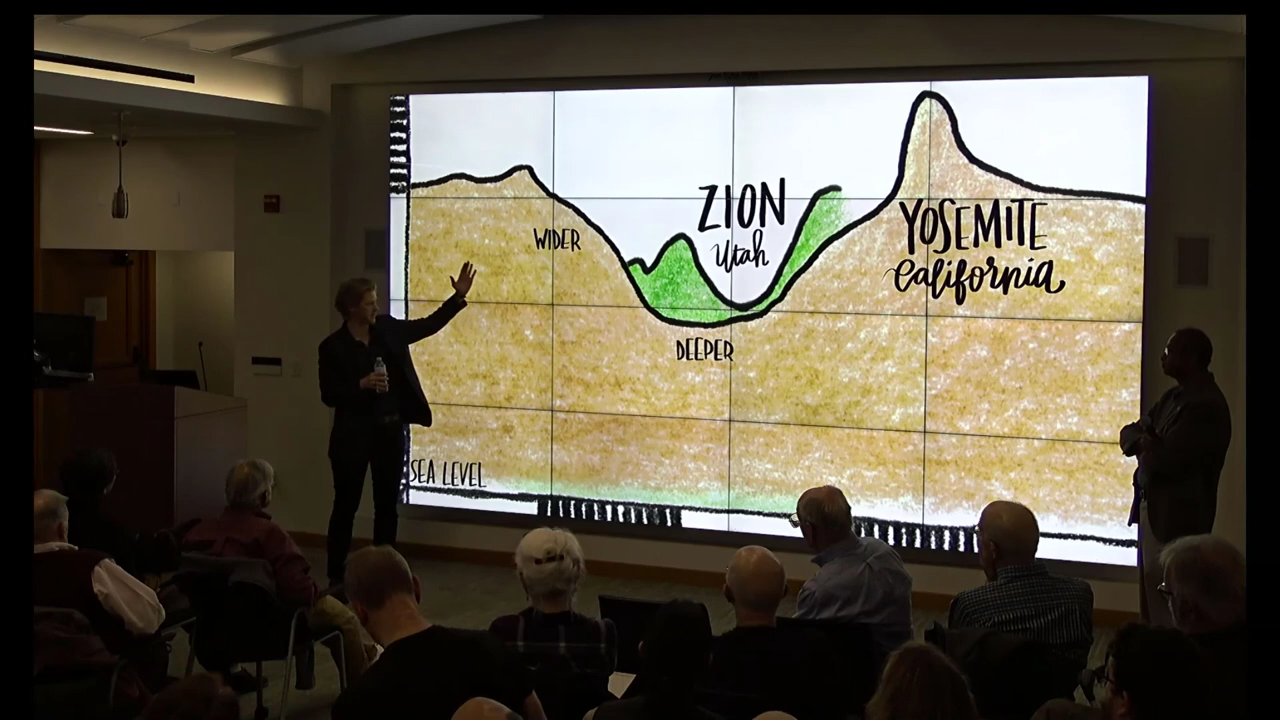 ZION
Utah
WIDER
YOSEMITE
California
DEEPER
SEA LEVEL